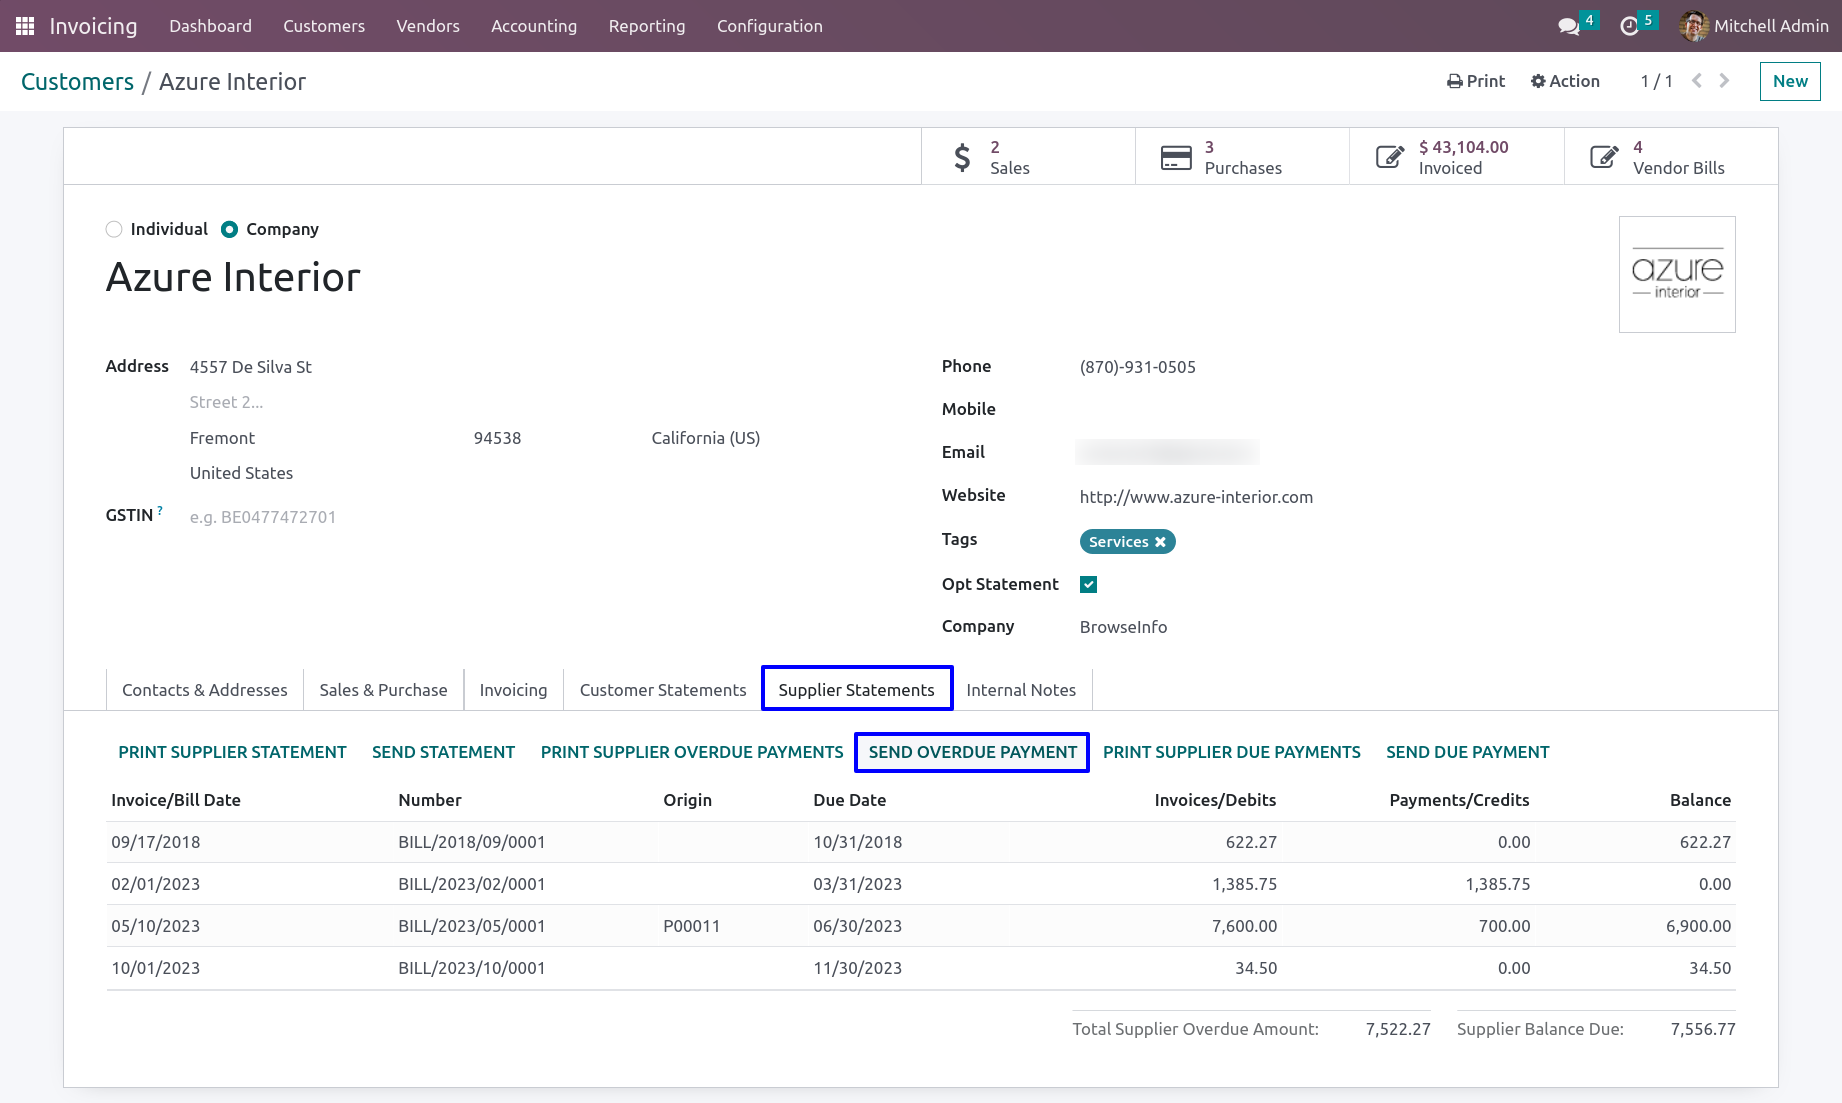 Invoicing Dashboard Customers Vendors Accounting Reporting Configuration 4 5 Mitchell Admin
Customers / Azure Interior Print Action 1 / 1 New
2 3 $ 43,104.00 4
Sales Purchases Invoiced Vendor Bills
Individual Company
Azure Interior
azure
interior
Address 4557 De Silva St
Street 2...
Fremont 94538 California (US)
United States
GSTIN ? e.g. BE0477472701
Phone (870)-931-0505
Mobile
Email
Website http://www.azure-interior.com
Tags Services
Opt Statement
Company BrowseInfo
Contacts & Addresses Sales & Purchase Invoicing Customer Statements Supplier Statements Internal Notes
PRINT SUPPLIER STATEMENT SEND STATEMENT PRINT SUPPLIER OVERDUE PAYMENTS SEND OVERDUE PAYMENT PRINT SUPPLIER DUE PAYMENTS SEND DUE PAYMENT
Invoice/Bill Date Number Origin Due Date Invoices/Debits Payments/Credits Balance
09/17/2018 BILL/2018/09/0001 10/31/2018 622.27 0.00 622.27
02/01/2023 BILL/2023/02/0001 03/31/2023 1,385.75 1,385.75 0.00
05/10/2023 BILL/2023/05/0001 P00011 06/30/2023 7,600.00 700.00 6,900.00
10/01/2023 BILL/2023/10/0001 11/30/2023 34.50 0.00 34.50
Total Supplier Overdue Amount: 7,522.27 Supplier Balance Due: 7,556.77